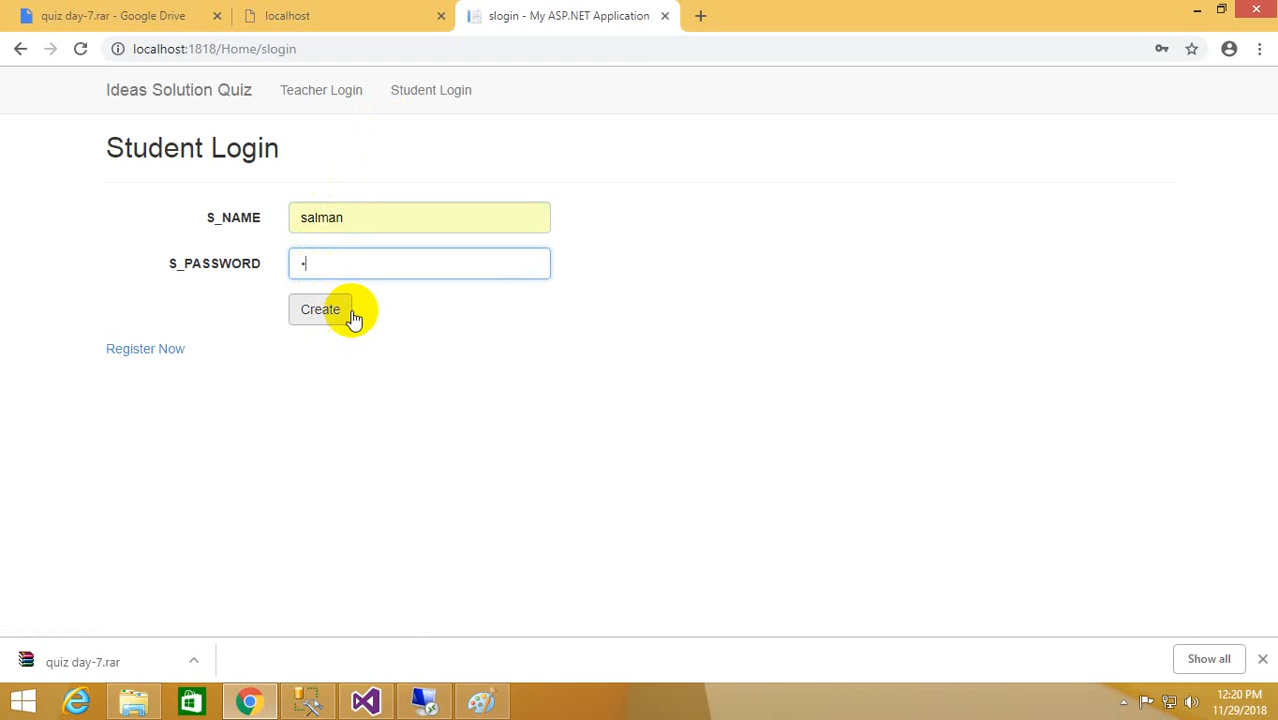 quiz day-7.rar - Google Drive
localhost
slogin - My ASP.NET Application
localhost:1818/Home/slogin
Ideas Solution Quiz
Teacher Login
Student Login
Student Login
S_NAME
salman
S_PASSWORD
Create
Register Now
quiz day-7.rar
Show all
12:20 PM
11/29/2018